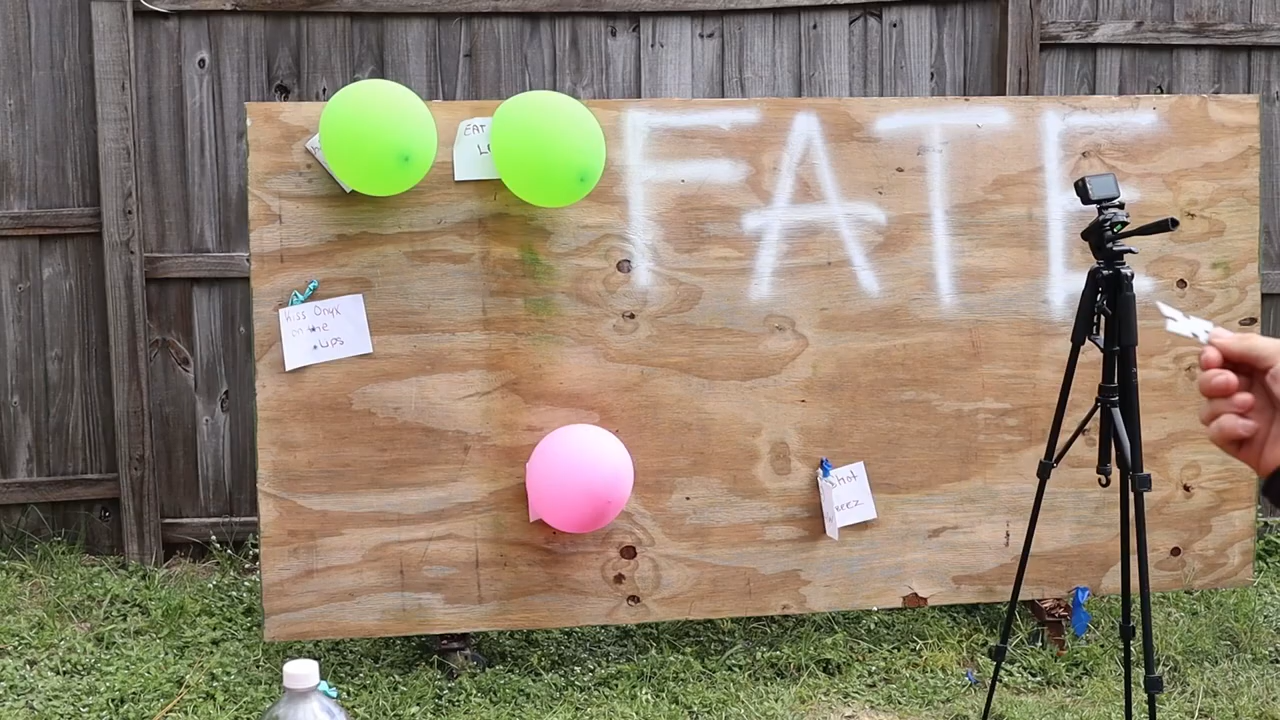 FATE
EAT
Kiss Onyx
on the
Lips
Shot